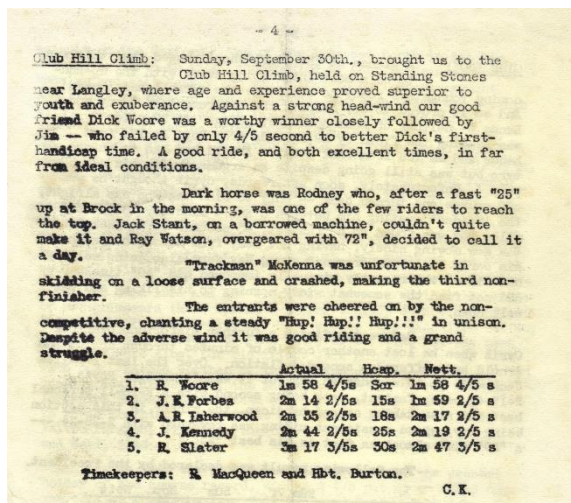 - 4 -
Club Hill Climb: Sunday, September 30th., brought us to the
Club Hill Climb, held on Standing Stones
near Langley, where age and experience proved superior to
youth and exuberance. Against a strong head-wind our good
friend Dick Woore was a worthy winner closely followed by
Jim -- who failed by only 4/5 second to better Dick's first-
handicap time. A good ride, and both excellent times, in far
from ideal conditions.
Dark horse was Rodney who, after a fast "25"
up at Brock in the morning, was one of the few riders to reach
the top. Jack Stant, on a borrowed machine, couldn't quite
make it and Ray Watson, overgeared with 72", decided to call it
a day.
"Trackman" McKenna was unfortunate in
skidding on a loose surface and crashed, making the third non-
finisher.
The entrants were cheered on by the non-
competitive, chanting a steady "Hup! Hup!! Hup!!!" in unison.
Despite the adverse wind it was good riding and a grand
struggle.
Actual Hcap. Nett.
1. R. Woore 1m 58 4/5s Scr 1m 58 4/5 s
2. J.E. Forbes 2m 14 2/5s 15s 1m 59 2/5 s
3. A.R. Isherwood 2m 35 2/5s 18s 2m 17 2/5 s
4. J. Kennedy 2m 44 2/5s 25s 2m 19 2/5 s
5. R. Slater 3m 17 3/5s 30s 2m 47 3/5 s
Timekeepers: R. MacQueen and Hbt. Burton.
C.K.